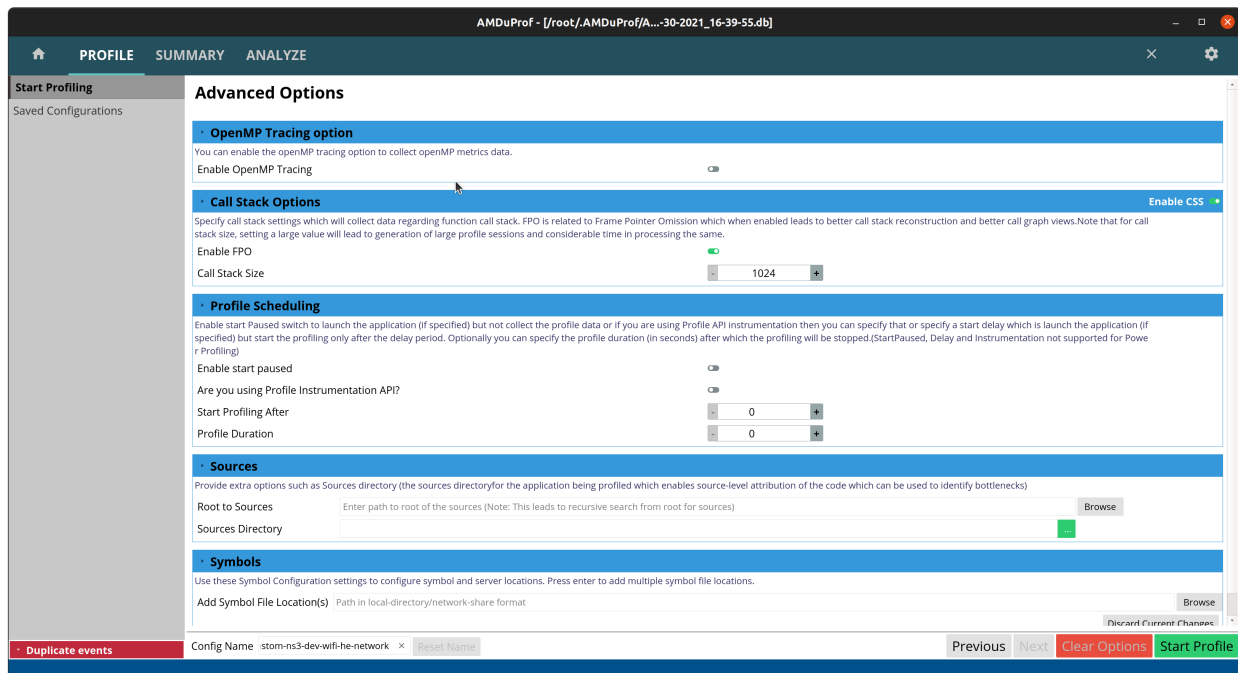 AMDuProf - [/root/.AMDuProf/A...-30-2021_16-39-55.db]
PROFILE SUMMARY ANALYZE
Start Profiling
Saved Configurations
Advanced Options
OpenMP Tracing option
You can enable the openMP tracing option to collect openMP metrics data.
Enable OpenMP Tracing
Call Stack Options Enable CSS
Specify call stack settings which will collect data regarding function call stack. FPO is related to Frame Pointer Omission which when enabled leads to better call stack reconstruction and better call graph views.Note that for call
stack size, setting a large value will lead to generation of large profile sessions and considerable time in processing the same.
Enable FPO
Call Stack Size - 1024 +
Profile Scheduling
Enable start Paused switch to launch the application (if specified) but not collect the profile data or if you are using Profile API instrumentation then you can specify that or specify a start delay which is launch the application (if
specified) but start the profiling only after the delay period. Optionally you can specify the profile duration (in seconds) after which the profiling will be stopped.(StartPaused, Delay and Instrumentation not supported for Powe
r Profiling)
Enable start paused
Are you using Profile Instrumentation API?
Start Profiling After - 0 +
Profile Duration - 0 +
Sources
Provide extra options such as Sources directory (the sources directoryfor the application being profiled which enables source-level attribution of the code which can be used to identify bottlenecks)
Root to Sources Enter path to root of the sources (Note: This leads to recursive search from root for sources) Browse
Sources Directory ...
Symbols
Use these Symbol Configuration settings to configure symbol and server locations. Press enter to add multiple symbol file locations.
Add Symbol File Location(s) Path in local-directory/network-share format Browse
Discard Current Changes
Duplicate events
Config Name stom-ns3-dev-wifi-he-network × Reset Name Previous Next Clear Options Start Profile